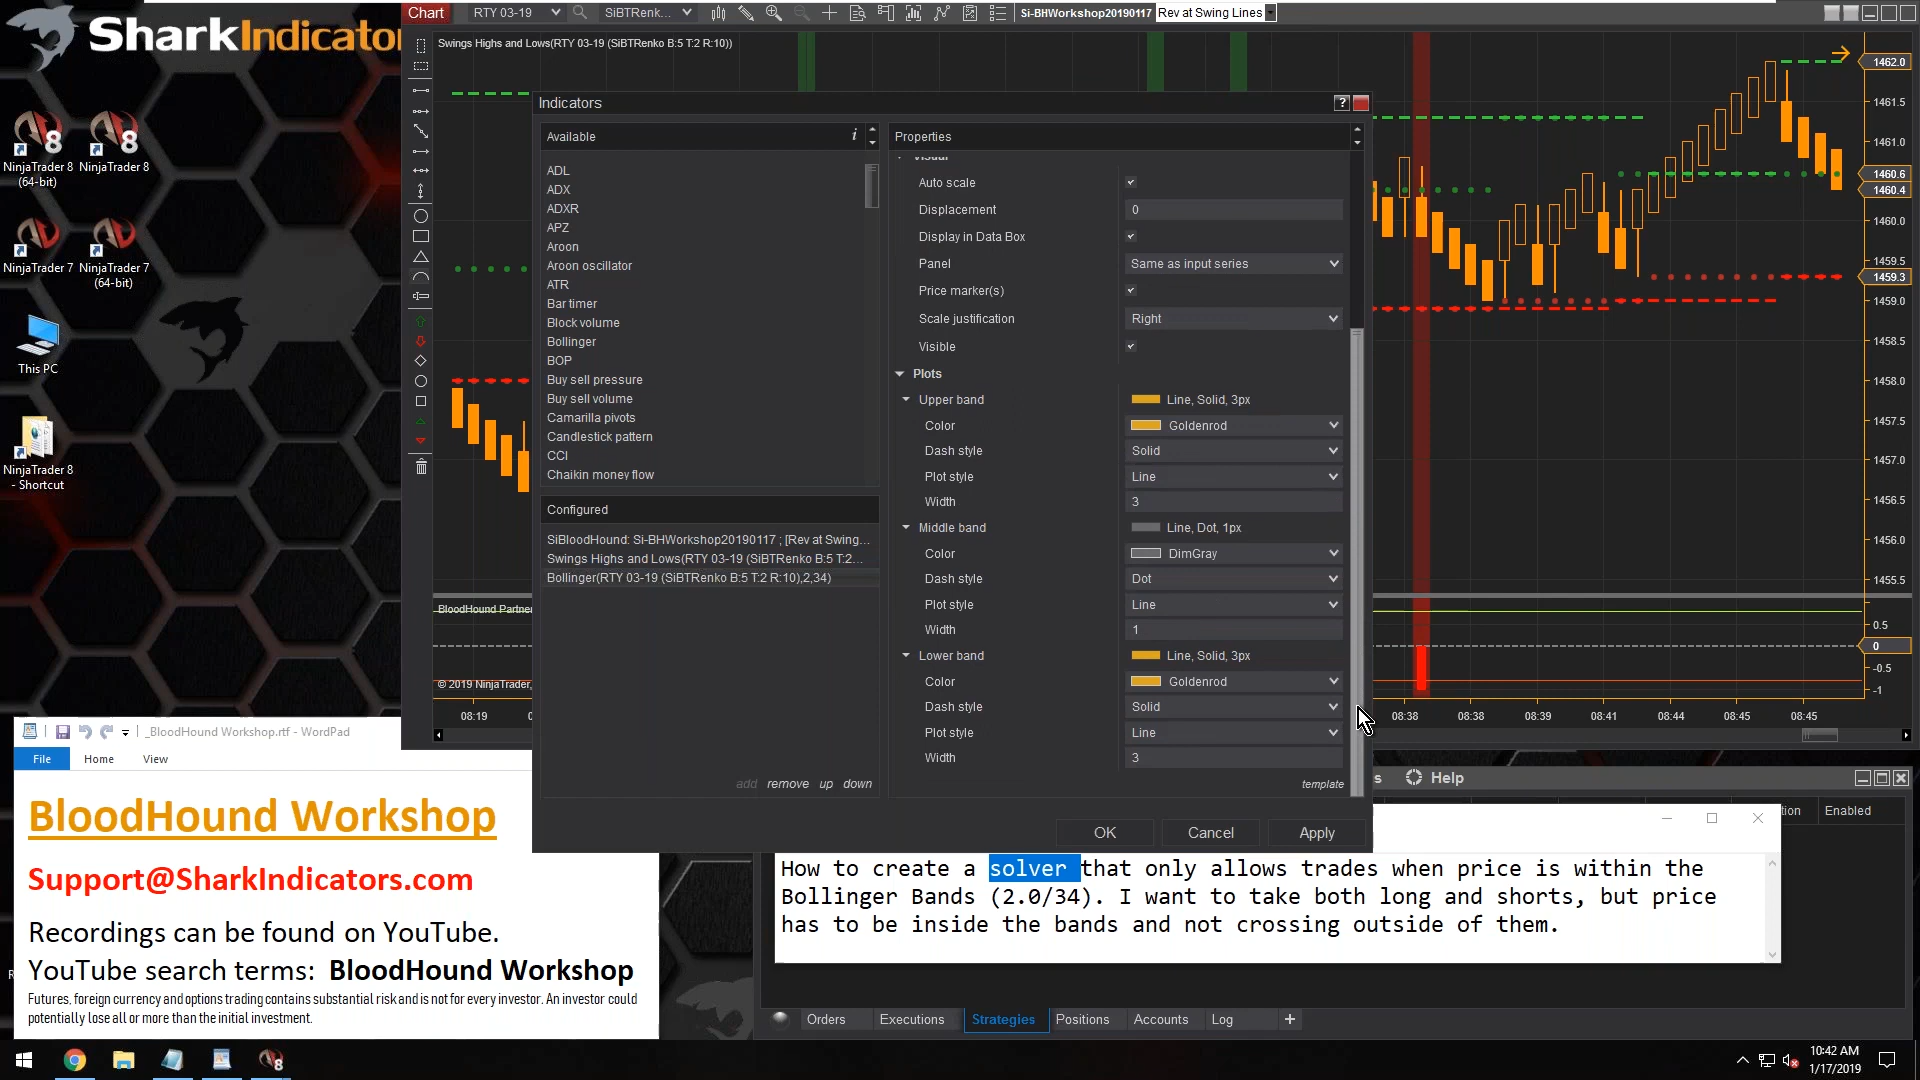 SharkIndicator
NinjaTrader 8 (64-bit)
NinjaTrader 8
NinjaTrader 7
NinjaTrader 7 (64-bit)
This PC
NinjaTrader 8 - Shortcut
Chart
RTY 03-19
SiBTRenk...
Si-BHWorkshop20190117
Rev at Swing Lines
Swings Highs and Lows(RTY 03-19 (SiBTRenko B:5 T:2 R:10))
Indicators
?
Available
i
ADL
ADX
ADXR
APZ
Aroon
Aroon oscillator
ATR
Bar timer
Block volume
Bollinger
BOP
Buy sell pressure
Buy sell volume
Camarilla pivots
Candlestick pattern
CCI
Chaikin money flow
Configured
SiBloodHound: Si-BHWorkshop20190117 ; [Rev at Swing...
Swings Highs and Lows(RTY 03-19 (SiBTRenko B:5 T:2...
Bollinger(RTY 03-19 (SiBTRenko B:5 T:2 R:10),2,34)
add remove up down
Properties
Visual
Auto scale
Displacement 0
Display in Data Box
Panel Same as input series
Price marker(s)
Scale justification Right
Visible
Plots
Upper band Line, Solid, 3px
Color Goldenrod
Dash style Solid
Plot style Line
Width 3
Middle band Line, Dot, 1px
Color DimGray
Dash style Dot
Plot style Line
Width 1
Lower band Line, Solid, 3px
Color Goldenrod
Dash style Solid
Plot style Line
Width 3
template
OK Cancel Apply
1462.0
1461.5
1461.0
1460.6
1460.4
1460.0
1459.5
1459.3
1459.0
1458.5
1458.0
1457.5
1457.0
1456.5
1456.0
1455.5
0.5
0
-0.5
-1
BloodHound Partne
© 2019 NinjaTrader,
08:19
08:38 08:38 08:39 08:41 08:44 08:45 08:45
_BloodHound Workshop.rtf - WordPad
File Home View
BloodHound Workshop
Support@SharkIndicators.com
Recordings can be found on YouTube.
YouTube search terms: BloodHound Workshop
Futures, foreign currency and options trading contains substantial risk and is not for every investor. An investor could
potentially lose all or more than the initial investment.
s Help
tion Enabled
How to create a solver that only allows trades when price is within the
Bollinger Bands (2.0/34). I want to take both long and shorts, but price
has to be inside the bands and not crossing outside of them.
Orders Executions Strategies Positions Accounts Log +
10:42 AM
1/17/2019